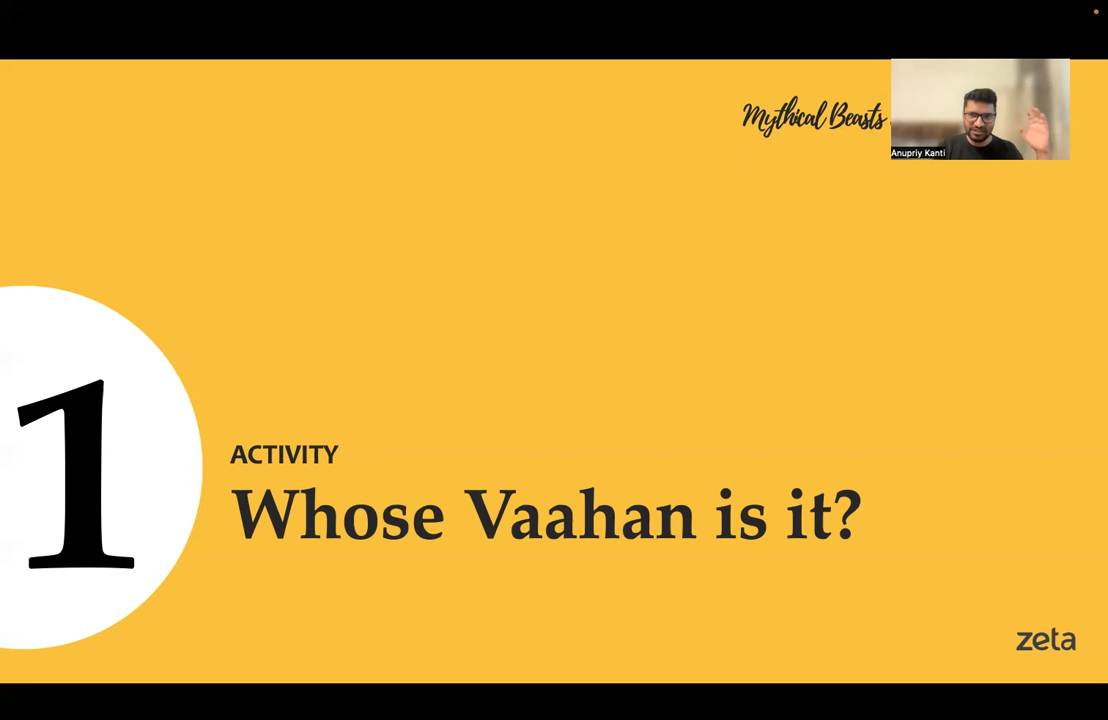 Mythical Beasts
Anupriy Kanti
1
ACTIVITY
Whose Vaahan is it?
zeta